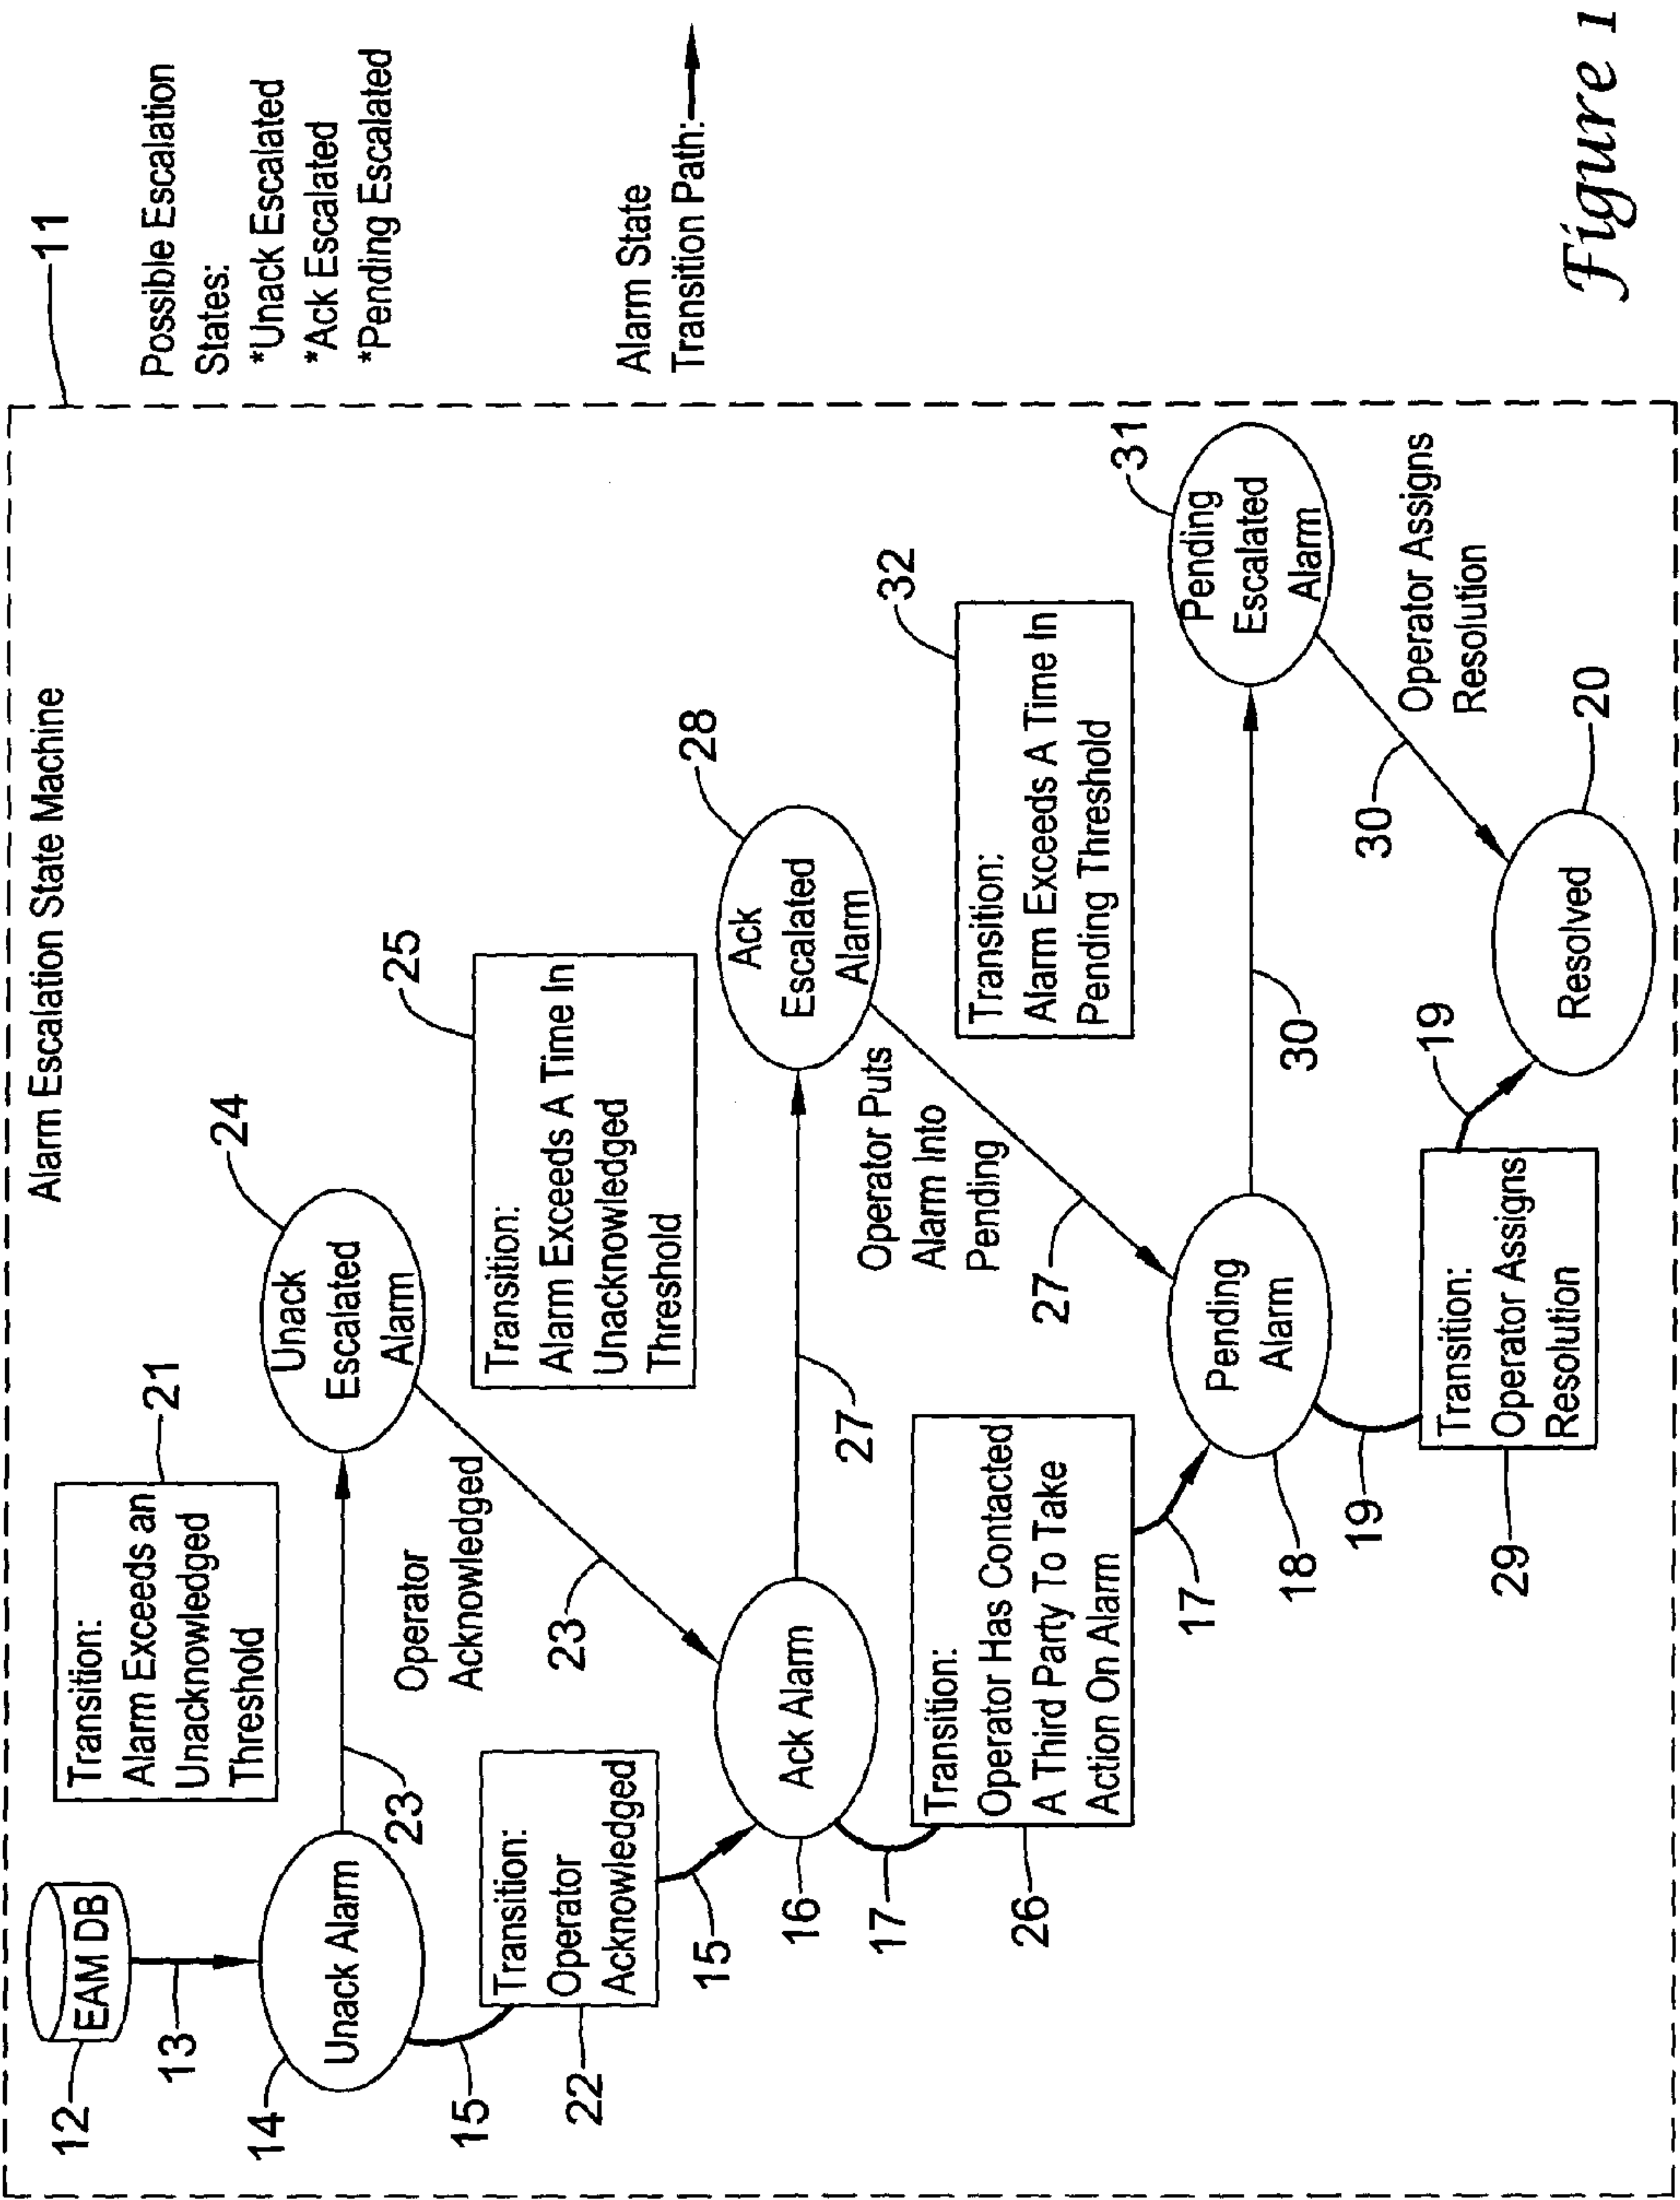 Alarm Escalation State Machine
11
Possible Escalation
States:
*Unack Escalated
*Ack Escalated
*Pending Escalated
Alarm State
Transition Path:
12
EAM DB
13
14
Unack Alarm
23
Transition:
Alarm Exceeds an
Unacknowledged
Threshold
21
Unack
Escalated
Alarm
24
Operator
Acknowledged
23
15
Transition:
Operator
Acknowledged
22
15
Ack Alarm
16
27
Transition:
Alarm Exceeds A Time In
Unacknowledged
Threshold
25
Ack
Escalated
Alarm
28
Operator Puts
Alarm Into
Pending
27
17
Transition:
Operator Has Contacted
A Third Party To Take
Action On Alarm
26
17
Pending
Alarm
18
30
Transition:
Alarm Exceeds A Time In
Pending Threshold
32
Pending
Escalated
Alarm
31
Operator Assigns
Resolution
30
19
Transition:
Operator Assigns
Resolution
29
19
Resolved
20
Figure 1